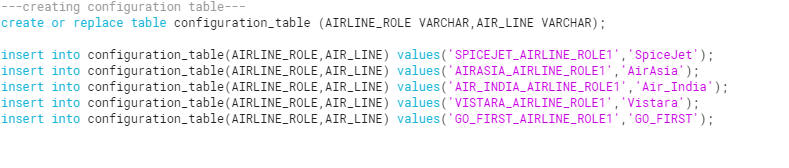 ---creating configuration table---
create or replace table configuration_table (AIRLINE_ROLE VARCHAR,AIR_LINE VARCHAR);
insert into configuration_table(AIRLINE_ROLE,AIR_LINE) values('SPICEJET_AIRLINE_ROLE1','SpiceJet');
insert into configuration_table(AIRLINE_ROLE,AIR_LINE) values('AIRASIA_AIRLINE_ROLE1','AirAsia');
insert into configuration_table(AIRLINE_ROLE,AIR_LINE) values('AIR_INDIA_AIRLINE_ROLE1','Air_India');
insert into configuration_table(AIRLINE_ROLE,AIR_LINE) values('VISTARA_AIRLINE_ROLE1','Vistara');
insert into configuration_table(AIRLINE_ROLE,AIR_LINE) values('GO_FIRST_AIRLINE_ROLE1','GO_FIRST');